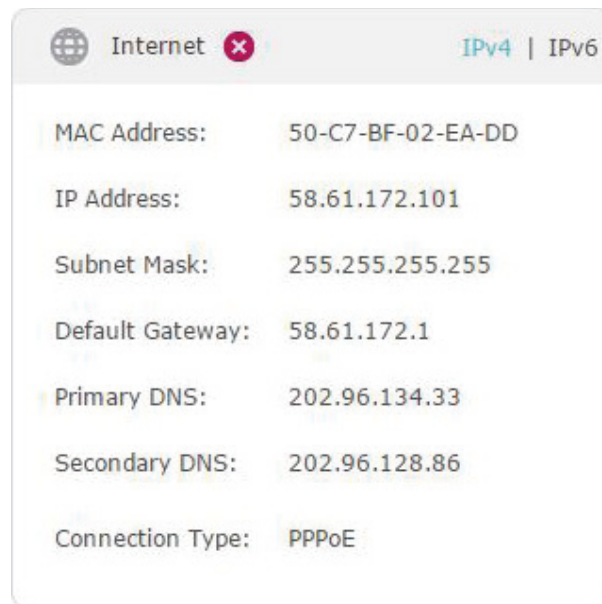 Internet IPv4 | IPv6
MAC Address: 50-C7-BF-02-EA-DD
IP Address: 58.61.172.101
Subnet Mask: 255.255.255.255
Default Gateway: 58.61.172.1
Primary DNS: 202.96.134.33
Secondary DNS: 202.96.128.86
Connection Type: PPPoE